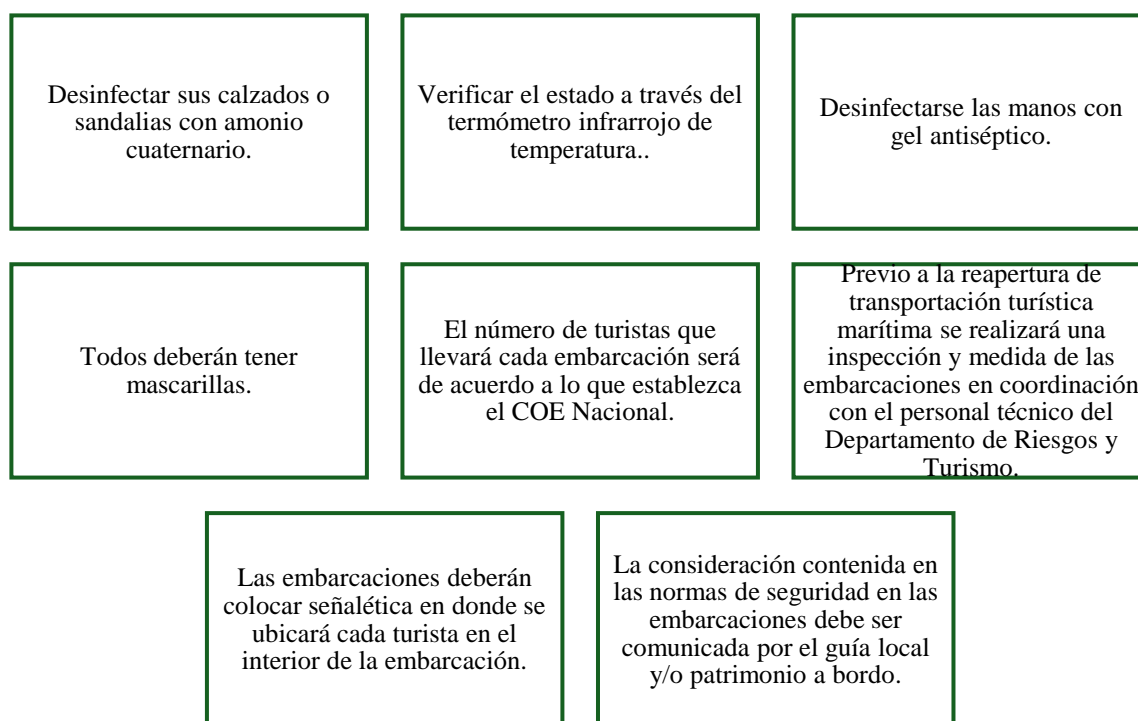 Desinfectar sus calzados o
sandalias con amonio
cuaternario.
Verificar el estado a través del
termómetro infrarrojo de
temperatura..
Desinfectarse las manos con
gel antiséptico.
Todos deberán tener
mascarillas.
El número de turistas que
llevará cada embarcación será
de acuerdo a lo que establezca
el COE Nacional.
Previo a la reapertura de
transportación turística
marítima se realizará una
inspección y medida de las
embarcaciones en coordinación
con el personal técnico del
Departamento de Riesgos y
Turismo.
Las embarcaciones deberán
colocar señalética en donde se
ubicará cada turista en el
interior de la embarcación.
La consideración contenida en
las normas de seguridad en las
embarcaciones debe ser
comunicada por el guía local
y/o patrimonio a bordo.